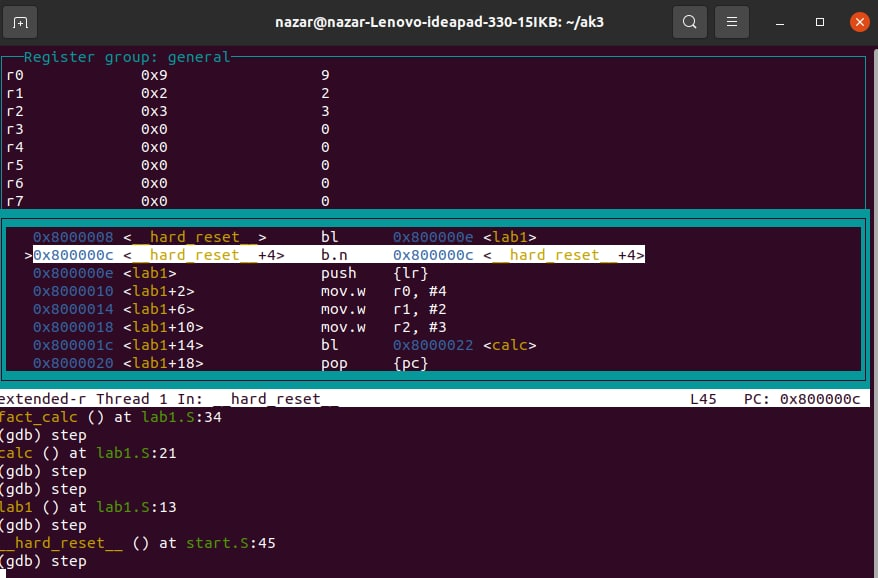 nazar@nazar-Lenovo-ideapad-330-15IKB: ~/ak3
Register group: general
r0 0x9 9
r1 0x2 2
r2 0x3 3
r3 0x0 0
r4 0x0 0
r5 0x0 0
r6 0x0 0
r7 0x0 0
0x8000008 <__hard_reset__> bl 0x800000e <lab1>
>0x800000c <__hard_reset__+4> b.n 0x800000c <__hard_reset__+4>
0x800000e <lab1> push {lr}
0x8000010 <lab1+2> mov.w r0, #4
0x8000014 <lab1+6> mov.w r1, #2
0x8000018 <lab1+10> mov.w r2, #3
0x800001c <lab1+14> bl 0x8000022 <calc>
0x8000020 <lab1+18> pop {pc}
extended-r Thread 1 In: __hard_reset__ L45 PC: 0x800000c
fact_calc () at lab1.S:34
(gdb) step
calc () at lab1.S:21
(gdb) step
(gdb) step
lab1 () at lab1.S:13
(gdb) step
__hard_reset__ () at start.S:45
(gdb) step